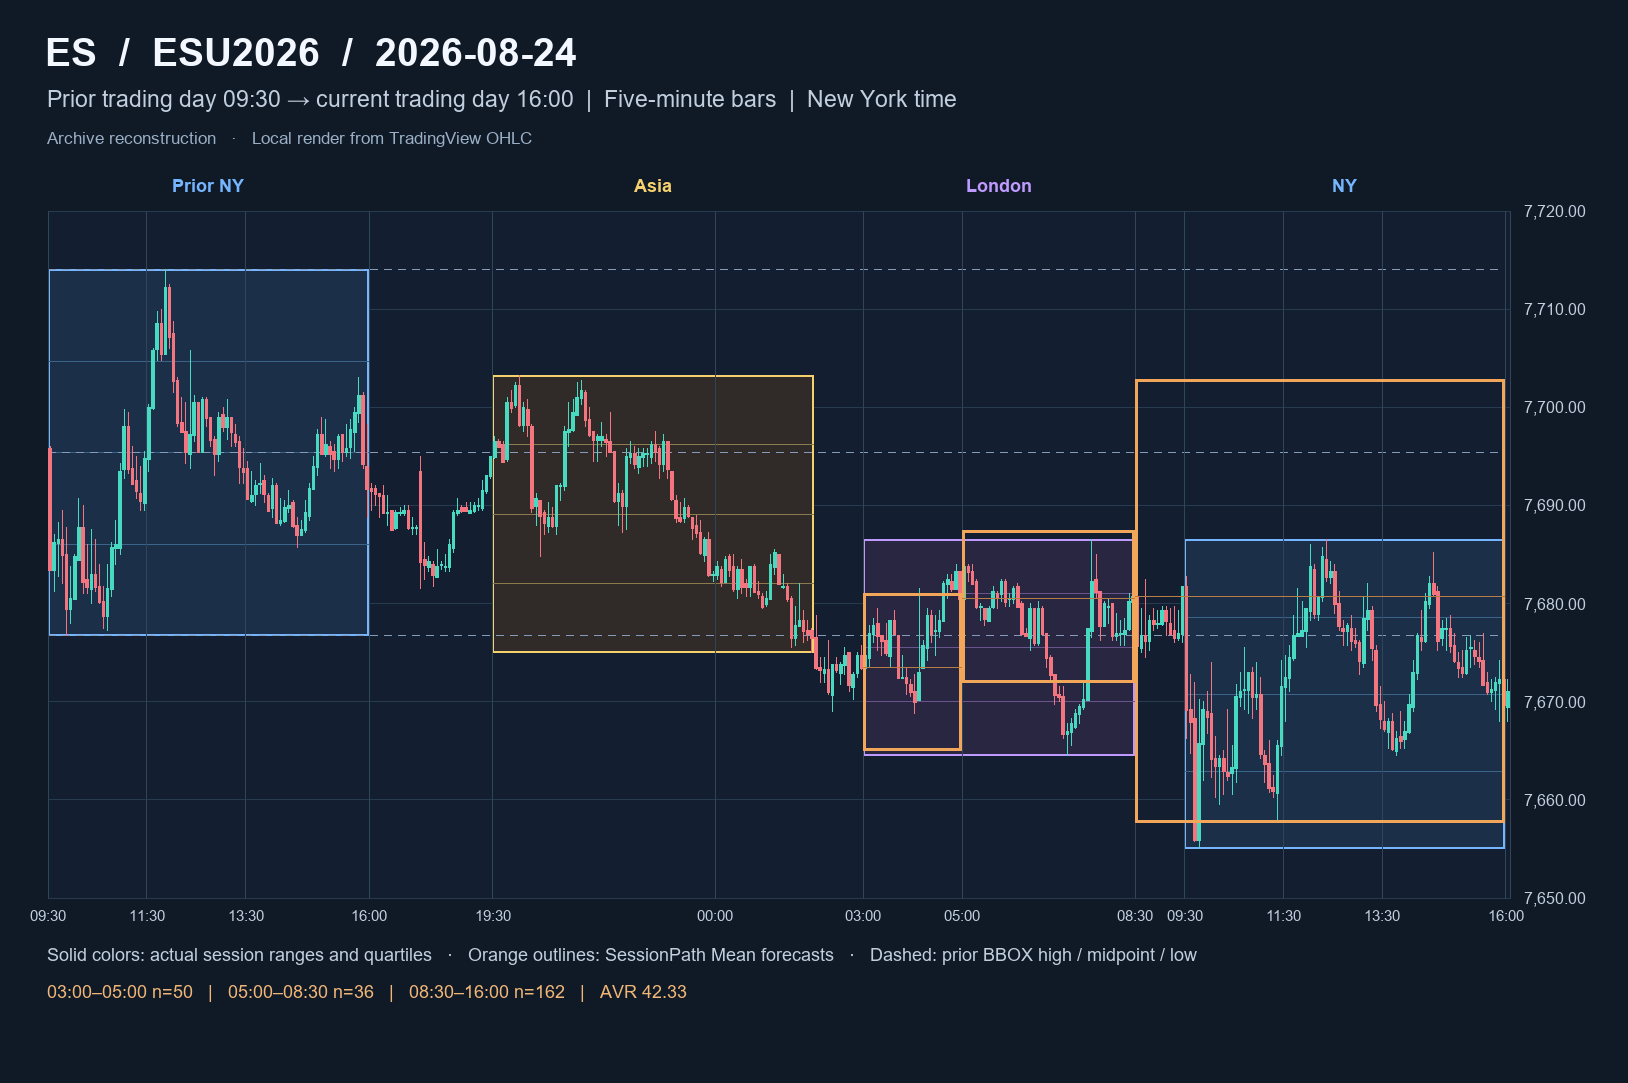 ES / ESU2026 / 2026-08-24
Prior trading day 09:30 → current trading day 16:00 | Five-minute bars | New York time
Archive reconstruction · Local render from TradingView OHLC
Prior NY Asia London NY
7,720.00
7,710.00
7,700.00
7,690.00
7,680.00
7,670.00
7,660.00
7,650.00
09:30 11:30 13:30 16:00 19:30 00:00 03:00 05:00 08:30 09:30 11:30 13:30 16:00
Solid colors: actual session ranges and quartiles · Orange outlines: SessionPath Mean forecasts · Dashed: prior BBOX high / midpoint / low
03:00–05:00 n=50 | 05:00–08:30 n=36 | 08:30–16:00 n=162 | AVR 42.33